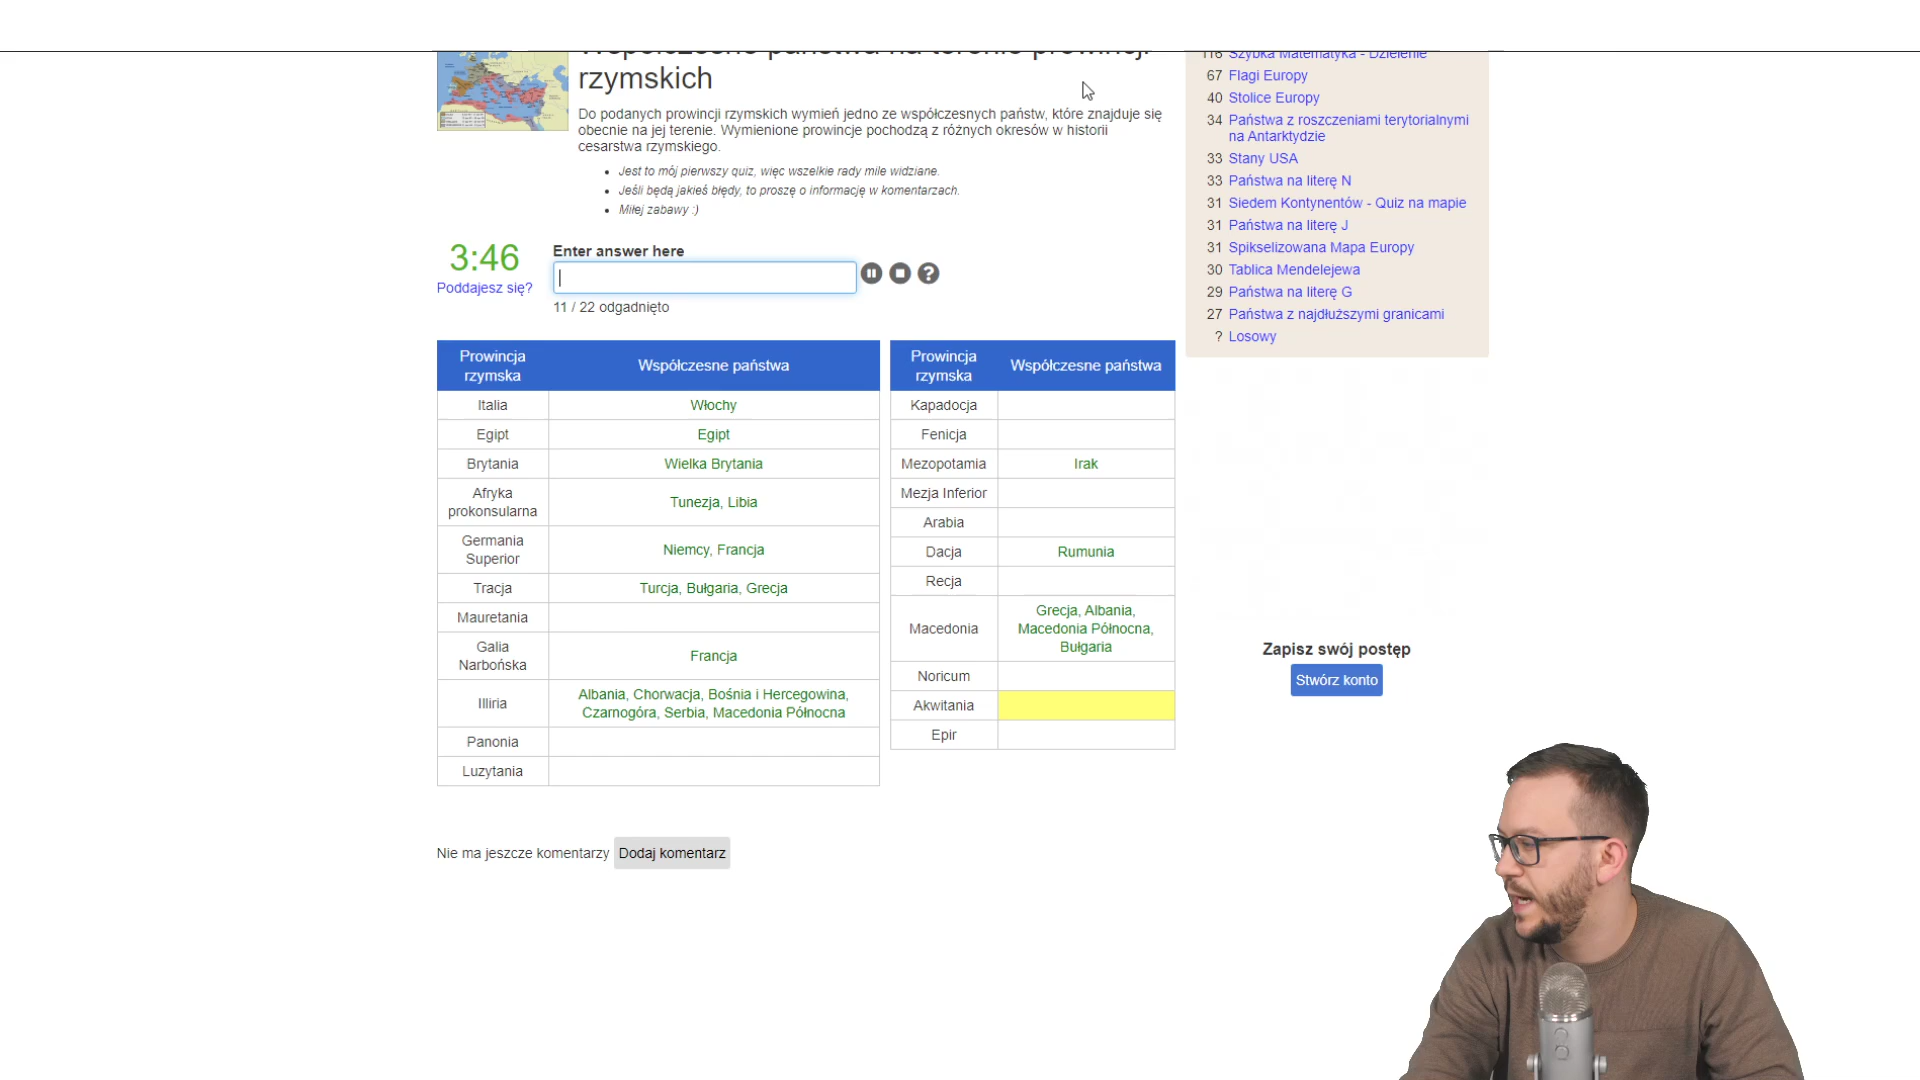 Współczesne państwa na terenie prowincji
rzymskich
Do podanych prowincji rzymskich wymień jedno ze współczesnych państw, które znajduje się
obecnie na jej terenie. Wymienione prowincje pochodzą z różnych okresów w historii
cesarstwa rzymskiego.
Jest to mój pierwszy quiz, więc wszelkie rady mile widziane.
Jeśli będą jakieś błędy, to proszę o informację w komentarzach.
Miłej zabawy :)
3:46
Poddajesz się?
Enter answer here
11 / 22 odgadnięto
Prowincja rzymska Współczesne państwa
Italia Włochy
Egipt Egipt
Brytania Wielka Brytania
Afryka prokonsularna Tunezja, Libia
Germania Superior Niemcy, Francja
Tracja Turcja, Bułgaria, Grecja
Mauretania
Galia Narbońska Francja
Illiria Albania, Chorwacja, Bośnia i Hercegowina,
Czarnogóra, Serbia, Macedonia Północna
Panonia
Luzytania
Prowincja rzymska Współczesne państwa
Kapadocja
Fenicja
Mezopotamia Irak
Mezja Inferior
Arabia
Dacja Rumunia
Recja
Macedonia Grecja, Albania,
Macedonia Północna,
Bułgaria
Noricum
Akwitania
Epir
Nie ma jeszcze komentarzy Dodaj komentarz
116 Szybka Matematyka - Dzielenie
67 Flagi Europy
40 Stolice Europy
34 Państwa z roszczeniami terytorialnymi
na Antarktydzie
33 Stany USA
33 Państwa na literę N
31 Siedem Kontynentów - Quiz na mapie
31 Państwa na literę J
31 Spikselizowana Mapa Europy
30 Tablica Mendelejewa
29 Państwa na literę G
27 Państwa z najdłuższymi granicami
? Losowy
Zapisz swój postęp
Stwórz konto